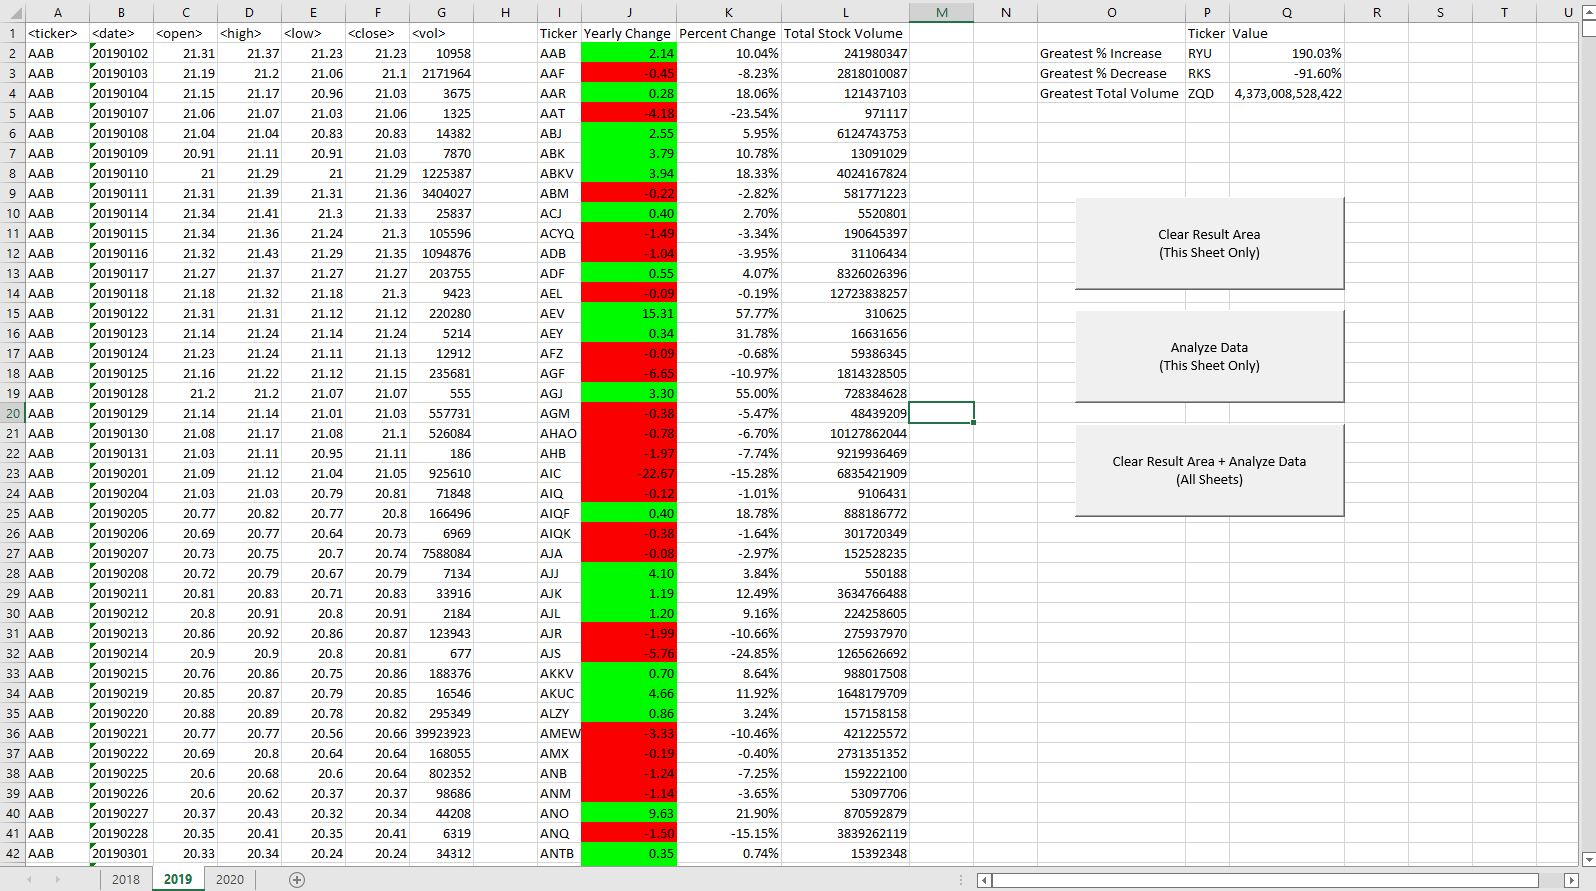 A B C D E F G H I J K L M N O P Q R S T U
1 <ticker> <date> <open> <high> <low> <close> <vol> Ticker Yearly Change Percent Change Total Stock Volume Ticker Value
2 AAB 20190102 21.31 21.37 21.23 21.23 10958 AAB 2.14 10.04% 241980347 Greatest % Increase RYU 190.03%
3 AAB 20190103 21.19 21.2 21.06 21.1 2171964 AAF -0.45 -8.23% 2818010087 Greatest % Decrease RKS -91.60%
4 AAB 20190104 21.15 21.17 20.96 21.03 3675 AAR 0.28 18.06% 121437103 Greatest Total Volume ZQD 4,373,008,528,422
5 AAB 20190107 21.06 21.07 21.03 21.06 1325 AAT -4.18 -23.54% 971117
6 AAB 20190108 21.04 21.04 20.83 20.83 14382 ABJ 2.55 5.95% 6124743753
7 AAB 20190109 20.91 21.11 20.91 21.03 7870 ABK 3.79 10.78% 13091029
8 AAB 20190110 21 21.29 21 21.29 1225387 ABKV 3.94 18.33% 4024167824
9 AAB 20190111 21.31 21.39 21.31 21.36 3404027 ABM -0.22 -2.82% 581771223
10 AAB 20190114 21.34 21.41 21.3 21.33 25837 ACJ 0.40 2.70% 5520801
11 AAB 20190115 21.34 21.36 21.24 21.3 105596 ACYQ -1.49 -3.34% 190645397
12 AAB 20190116 21.32 21.43 21.29 21.35 1094876 ADB -1.04 -3.95% 31106434
13 AAB 20190117 21.27 21.37 21.27 21.27 203755 ADF 0.55 4.07% 8326026396
14 AAB 20190118 21.18 21.32 21.18 21.3 9423 AEL -0.09 -0.19% 12723838257
15 AAB 20190122 21.31 21.31 21.12 21.12 220280 AEV 15.31 57.77% 310625
16 AAB 20190123 21.14 21.24 21.14 21.24 5214 AEY 0.34 31.78% 16631656
17 AAB 20190124 21.23 21.24 21.11 21.13 12912 AFZ -0.09 -0.68% 59386345
18 AAB 20190125 21.16 21.22 21.12 21.15 235681 AGF -6.65 -10.97% 1814328505
19 AAB 20190128 21.2 21.2 21.07 21.07 555 AGJ 3.30 55.00% 728384628
20 AAB 20190129 21.14 21.14 21.01 21.03 557731 AGM -0.38 -5.47% 48439209
21 AAB 20190130 21.08 21.17 21.08 21.1 526084 AHAO -0.78 -6.70% 10127862044
22 AAB 20190131 21.03 21.11 20.95 21.11 186 AHB -1.97 -7.74% 9219936469
23 AAB 20190201 21.09 21.12 21.04 21.05 925610 AIC -22.67 -15.28% 6835421909
24 AAB 20190204 21.03 21.03 20.79 20.81 71848 AIQ -0.12 -1.01% 9106431
25 AAB 20190205 20.77 20.82 20.77 20.8 166496 AIQF 0.40 18.78% 888186772
26 AAB 20190206 20.69 20.77 20.64 20.73 6969 AIQK -0.38 -1.64% 301720349
27 AAB 20190207 20.73 20.75 20.7 20.74 7588084 AJA -0.08 -2.97% 152528235
28 AAB 20190208 20.72 20.79 20.67 20.79 7134 AJJ 4.10 3.84% 550188
29 AAB 20190211 20.81 20.83 20.71 20.83 33916 AJK 1.19 12.49% 3634766488
30 AAB 20190212 20.8 20.91 20.8 20.91 2184 AJL 1.20 9.16% 224258605
31 AAB 20190213 20.86 20.92 20.86 20.87 123943 AJR -1.99 -10.66% 275937970
32 AAB 20190214 20.9 20.9 20.8 20.81 677 AJS -5.76 -24.85% 1265626692
33 AAB 20190215 20.76 20.86 20.75 20.86 188376 AKKV 0.70 8.64% 988017508
34 AAB 20190219 20.85 20.87 20.79 20.85 16546 AKUC 4.66 11.92% 1648179709
35 AAB 20190220 20.88 20.89 20.78 20.82 295349 ALZY 0.86 3.24% 157158158
36 AAB 20190221 20.77 20.77 20.56 20.66 39923923 AMEW -3.33 -10.46% 421225572
37 AAB 20190222 20.69 20.8 20.64 20.64 168055 AMX -0.19 -0.40% 2731351352
38 AAB 20190225 20.6 20.68 20.6 20.64 802352 ANB -1.24 -7.25% 159222100
39 AAB 20190226 20.6 20.62 20.37 20.37 98686 ANM -1.14 -3.65% 53097706
40 AAB 20190227 20.37 20.43 20.32 20.34 44208 ANO 9.63 21.90% 870592879
41 AAB 20190228 20.35 20.41 20.35 20.41 6319 ANQ -1.50 -15.15% 3839262119
42 AAB 20190301 20.33 20.34 20.24 20.24 34312 ANTB 0.35 0.74% 15392348
Clear Result Area
(This Sheet Only)
Analyze Data
(This Sheet Only)
Clear Result Area + Analyze Data
(All Sheets)
2018 2019 2020